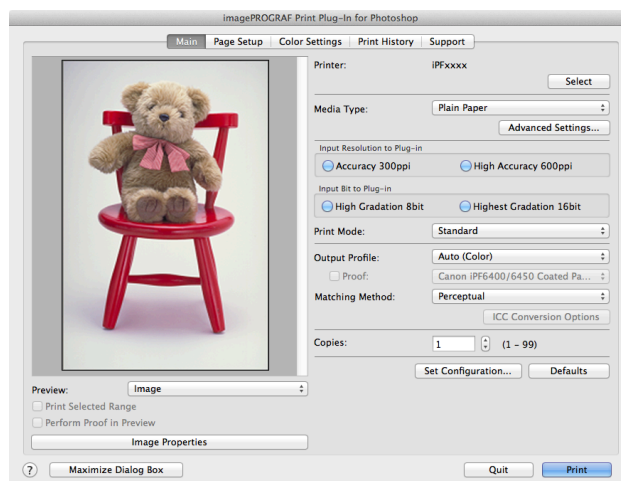 imagePROGRAF Print Plug-In for Photoshop
Main Page Setup Color Settings Print History Support
Printer: iPFxxxx
Select
Media Type: Plain Paper
Advanced Settings...
Input Resolution to Plug-in
Accuracy 300ppi High Accuracy 600ppi
Input Bit to Plug-in
High Gradation 8bit Highest Gradation 16bit
Print Mode: Standard
Output Profile: Auto (Color)
Proof: Canon iPF6400/6450 Coated Pa...
Matching Method: Perceptual
ICC Conversion Options
Copies: 1 (1 – 99)
Set Configuration... Defaults
Preview: Image
Print Selected Range
Perform Proof in Preview
Image Properties
? Maximize Dialog Box Quit Print